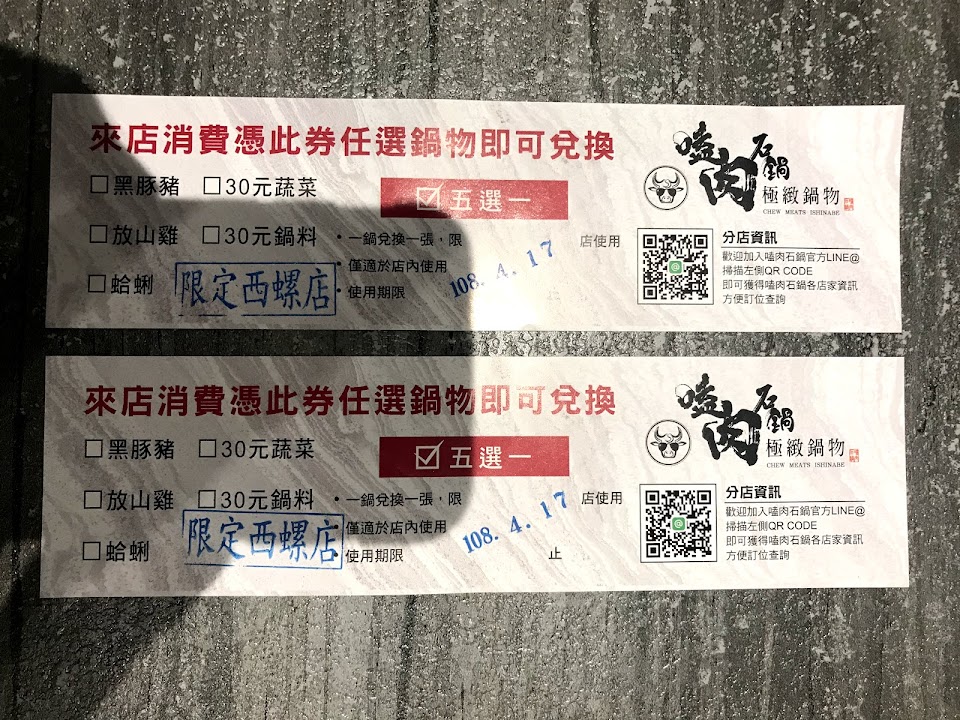 來店消費憑此券任選鍋物即可兌換
□黑豚豬 □30元蔬菜
☑五選一
□放山雞 □30元鍋料
□蛤蜊
限定西螺店
•一鍋兌換一張，限 店使用
•僅適於店內使用
•使用期限 108.4.17
嗑肉石鍋
極緻鍋物
CHEW MEATS ISHINABE
分店資訊
歡迎加入嗑肉石鍋官方LINE@
掃描左側QR CODE
即可獲得嗑肉石鍋各店家資訊
方便訂位查詢
來店消費憑此券任選鍋物即可兌換
□黑豚豬 □30元蔬菜
☑五選一
□放山雞 □30元鍋料
□蛤蜊
限定西螺店
•一鍋兌換一張，限 店使用
•僅適於店內使用
•使用期限 108.4.17 止
嗑肉石鍋
極緻鍋物
CHEW MEATS ISHINABE
分店資訊
歡迎加入嗑肉石鍋官方LINE@
掃描左側QR CODE
即可獲得嗑肉石鍋各店家資訊
方便訂位查詢